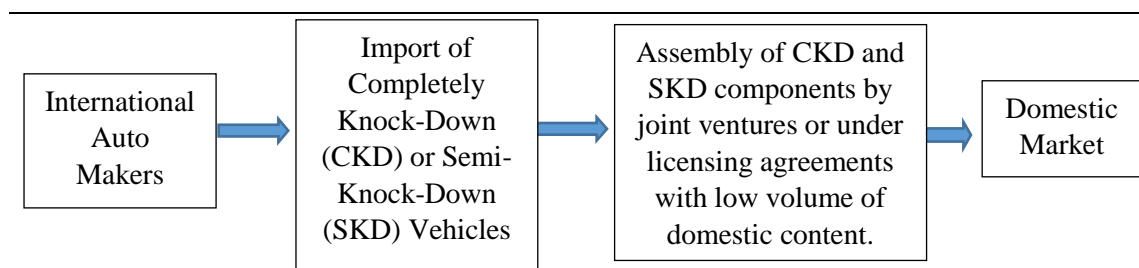 International
Auto
Makers
Import of
Completely
Knock-Down
(CKD) or Semi-
Knock-Down
(SKD) Vehicles
Assembly of CKD and
SKD components by
joint ventures or under
licensing agreements
with low volume of
domestic content.
Domestic
Market